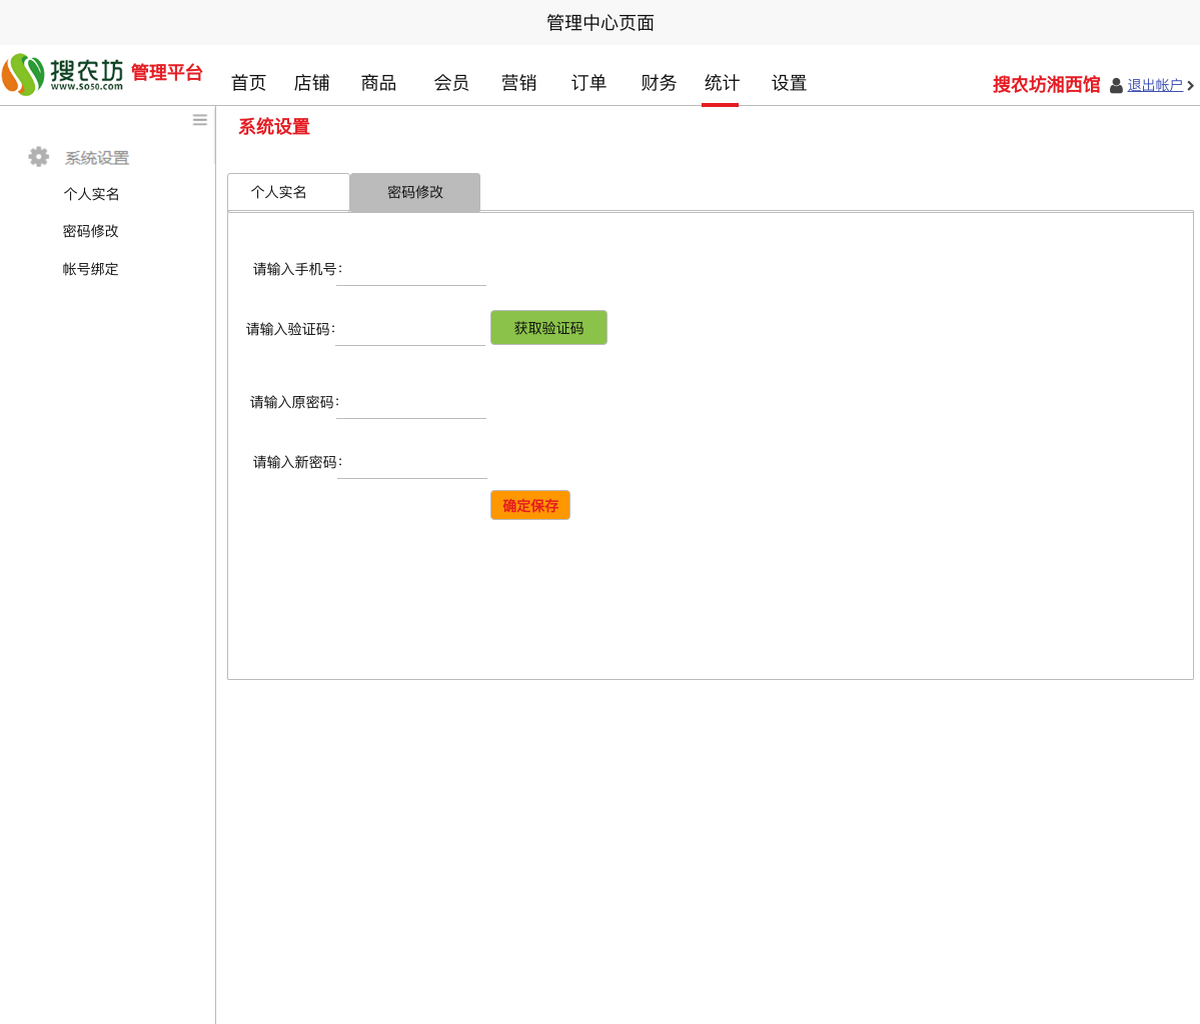 管理中心页面
搜农坊 管理平台
www.so5o.com
首页 店铺 商品 会员 营销 订单 财务 统计 设置
搜农坊湘西馆 退出帐户
系统设置
个人实名
密码修改
帐号绑定
系统设置
个人实名 密码修改
请输入手机号：
请输入验证码： 获取验证码
请输入原密码：
请输入新密码：
确定保存